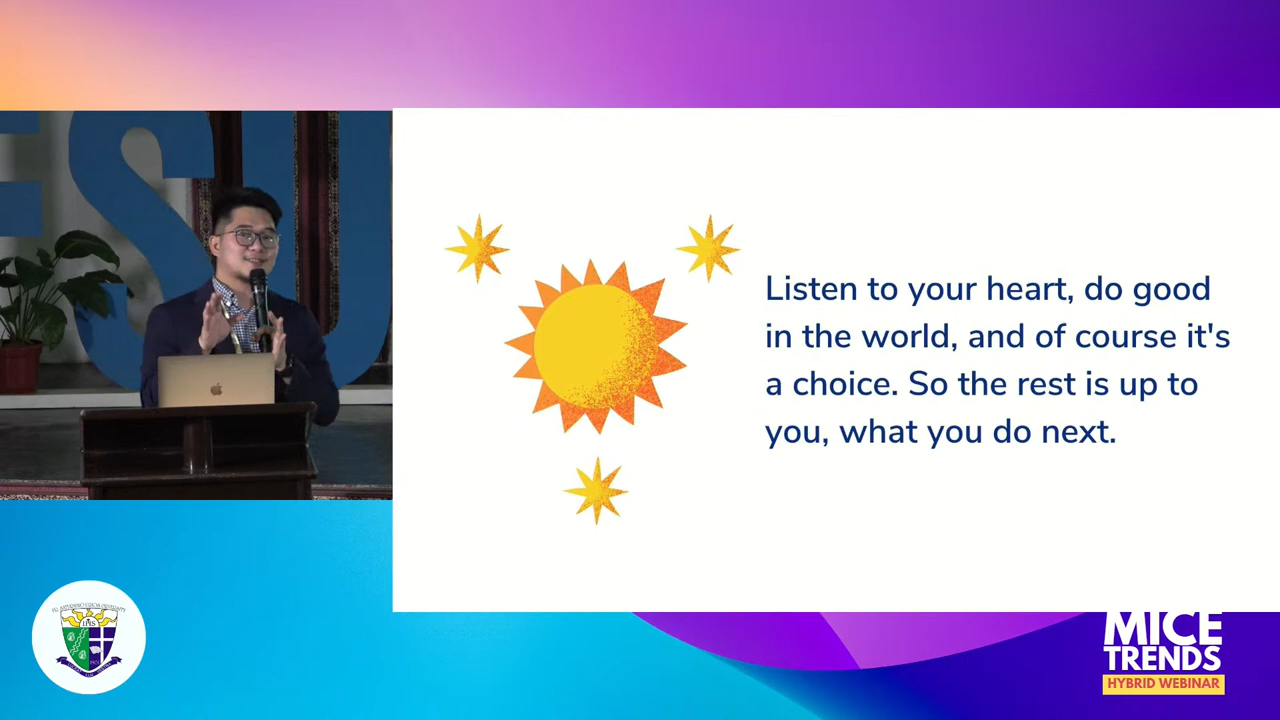 Listen to your heart, do good
in the world, and of course it's
a choice. So the rest is up to
you, what you do next.
IHS
MICE
TRENDS
HYBRID WEBINAR